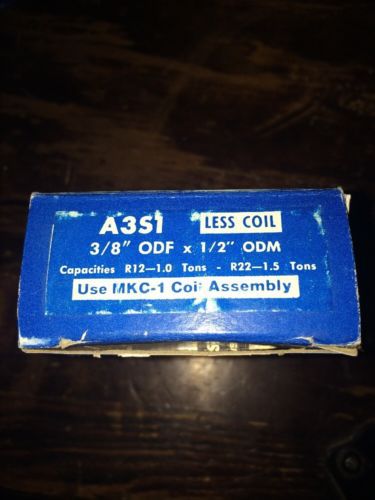 A3S1 LESS COIL
3/8" ODF x 1/2" ODM
Capacities R12—1.0 Tons - R22—1.5 Tons
Use MKC-1 Coil Assembly